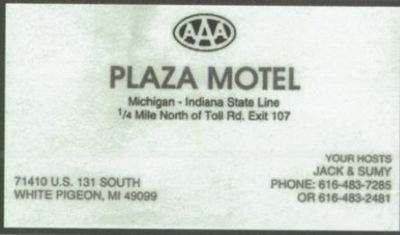 AAA
PLAZA MOTEL
Michigan - Indiana State Line
1/4 Mile North of Toll Rd. Exit 107
YOUR HOSTS
JACK & SUMY
PHONE: 616-483-7285
OR 616-483-2481
71410 U.S. 131 SOUTH
WHITE PIGEON, MI 49099